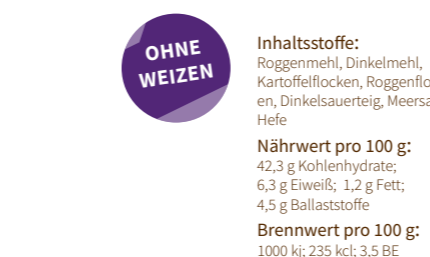 OHNE
WEIZEN
Inhaltsstoffe:
Roggenmehl, Dinkelmehl,
Kartoffelflocken, Roggenflo
en, Dinkelsauerteig, Meersa
Hefe
Nährwert pro 100 g:
42,3 g Kohlenhydrate;
6,3 g Eiweiß; 1,2 g Fett;
4,5 g Ballaststoffe
Brennwert pro 100 g:
1000 kj; 235 kcl; 3,5 BE